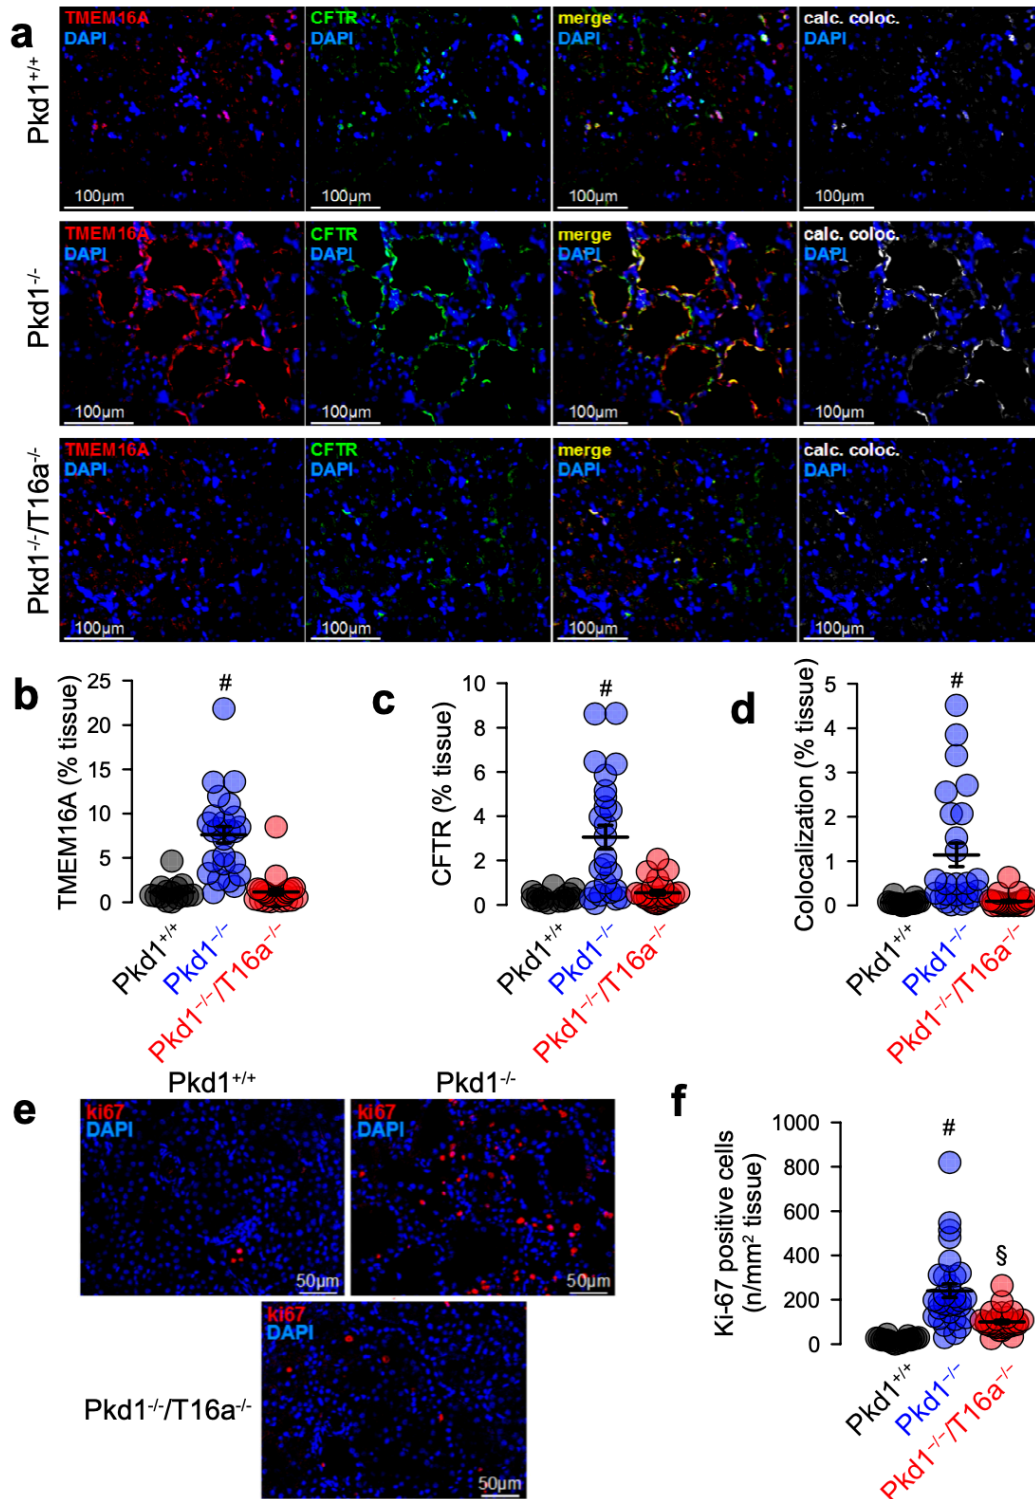 a
Pkd1+/+
TMEM16A
DAPI
CFTR
DAPI
merge
DAPI
calc. coloc.
DAPI
100µm
100µm
100µm
100µm
Pkd1-/-
TMEM16A
DAPI
CFTR
DAPI
merge
DAPI
calc. coloc.
DAPI
100µm
100µm
100µm
100µm
Pkd1-/-/T16a-/-
TMEM16A
DAPI
CFTR
DAPI
merge
DAPI
calc. coloc.
DAPI
100µm
100µm
100µm
100µm
b
TMEM16A (% tissue)
25
20
15
10
5
0
#
Pkd1+/+
Pkd1-/-
Pkd1-/-/T16a-/-
c
CFTR (% tissue)
10
8
6
4
2
0
#
Pkd1+/+
Pkd1-/-
Pkd1-/-/T16a-/-
d
Colocalization (% tissue)
5
4
3
2
1
0
#
Pkd1+/+
Pkd1-/-
Pkd1-/-/T16a-/-
e
Pkd1+/+
Pkd1-/-
ki67
DAPI
50µm
ki67
DAPI
50µm
Pkd1-/-/T16a-/-
ki67
DAPI
50µm
f
Ki-67 positive cells
(n/mm² tissue)
1000
800
600
400
200
0
#
§
Pkd1+/+
Pkd1-/-
Pkd1-/-/T16a-/-